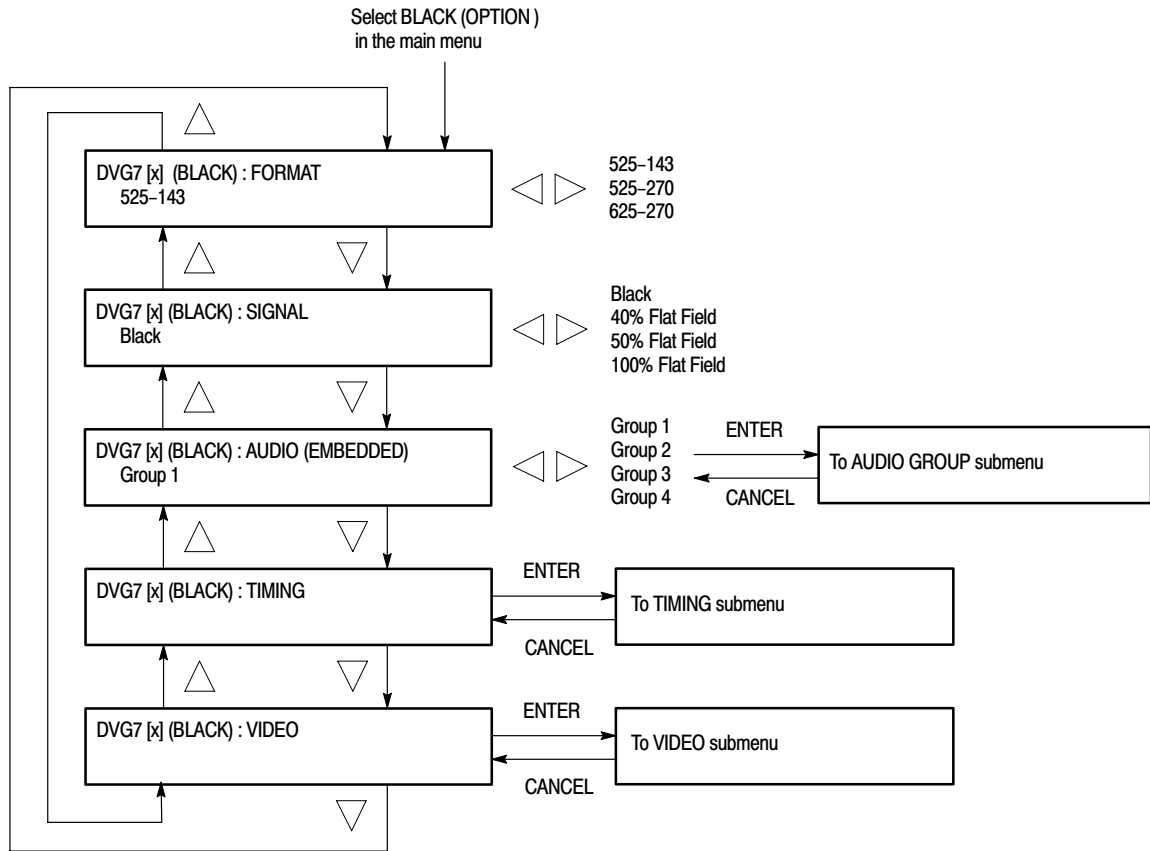 Select BLACK (OPTION )
in the main menu
DVG7 [x]  (BLACK) : FORMAT
525–143
525–143
525–270
625–270
DVG7 [x] (BLACK) : SIGNAL
Black
Black
40% Flat Field
50% Flat Field
100% Flat Field
DVG7 [x] (BLACK) : AUDIO (EMBEDDED)
Group 1
Group 1
Group 2
Group 3
Group 4
ENTER
CANCEL
To AUDIO GROUP submenu
DVG7 [x] (BLACK) : TIMING
ENTER
CANCEL
To TIMING submenu
DVG7 [x] (BLACK) : VIDEO
ENTER
CANCEL
To VIDEO submenu